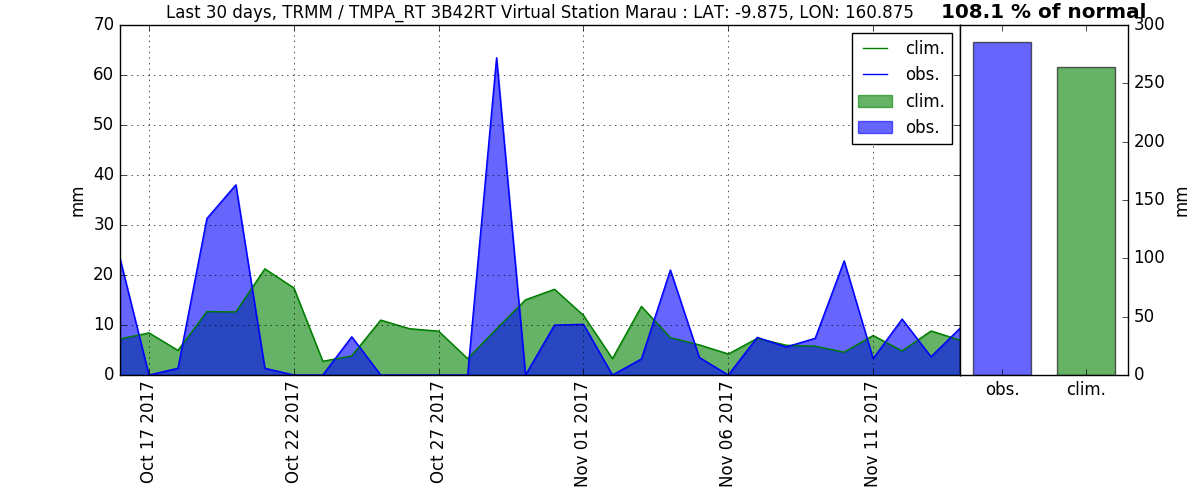 Last 30 days, TRMM / TMPA_RT 3B42RT Virtual Station Marau : LAT: -9.875, LON: 160.875
108.1 % of normal
70
60
50
40
30
20
10
0
mm
clim.
obs.
clim.
obs.
Oct 17 2017
Oct 22 2017
Oct 27 2017
Nov 01 2017
Nov 06 2017
Nov 11 2017
300
250
200
150
100
50
0
mm
obs.
clim.